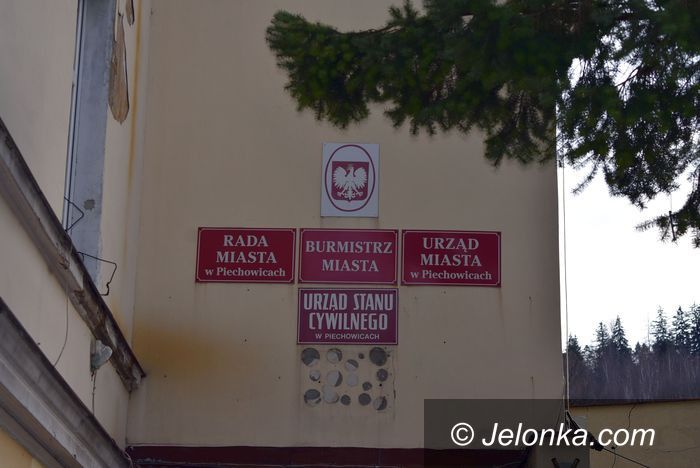 RADA
MIASTA
w Piechowicach
BURMISTRZ
MIASTA
URZĄD
MIASTA
w Piechowicach
URZĄD STANU
CYWILNEGO
W PIECHOWICACH
© Jelonka.com